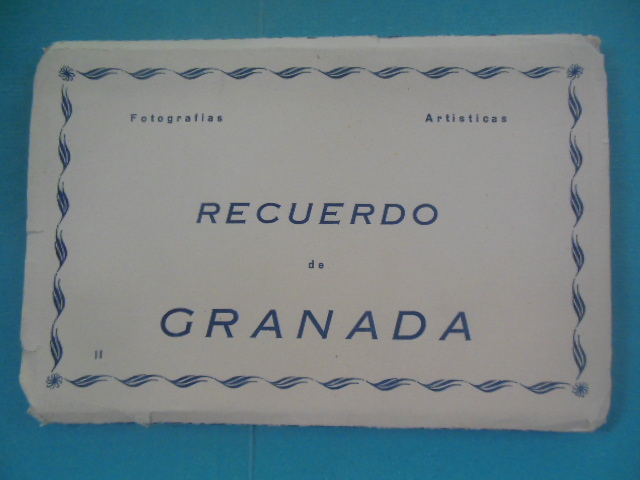 Fotografias Artisticas
RECUERDO
de
GRANADA
II